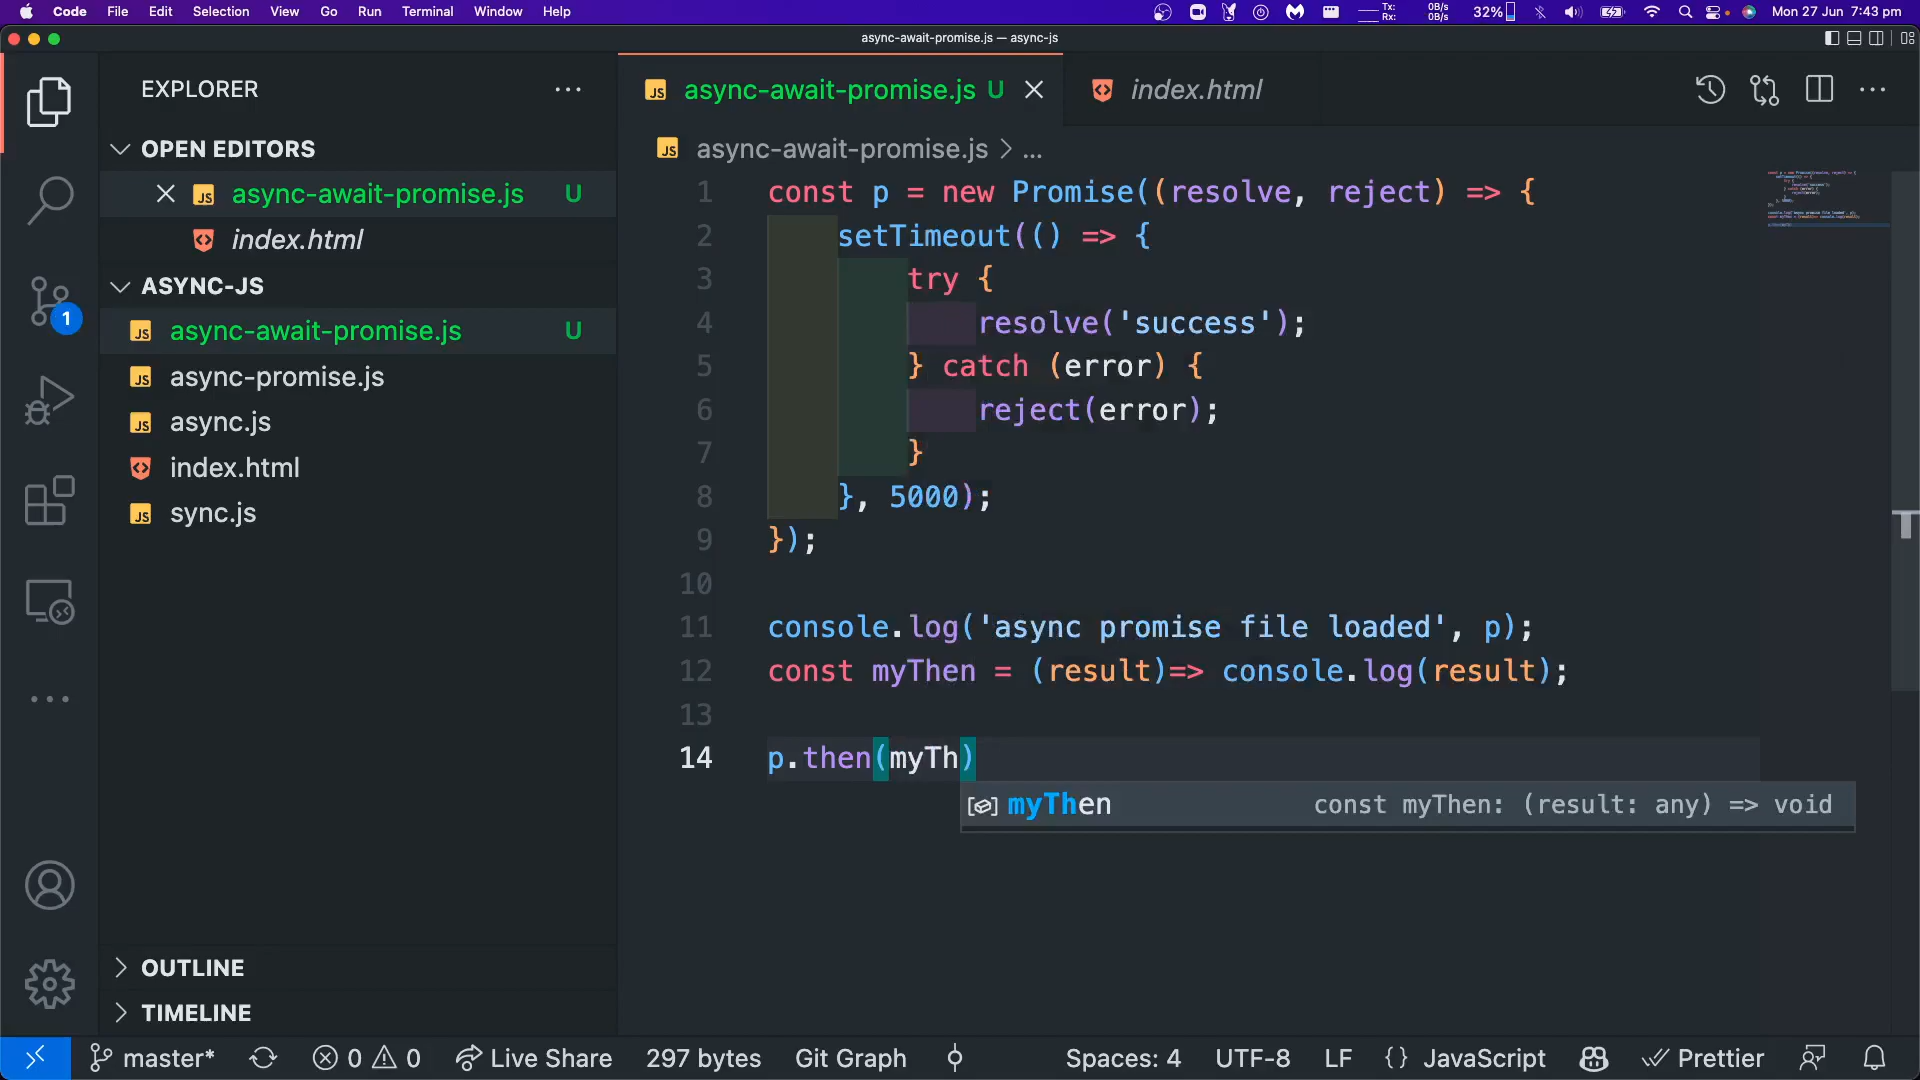 Code File Edit Selection View Go Run Terminal Window Help
Tx: 0B/s
Rx: 0B/s
32%
Mon 27 Jun 7:43 pm
async-await-promise.js — async-js
EXPLORER
OPEN EDITORS
async-await-promise.js U
index.html
ASYNC-JS
async-await-promise.js U
async-promise.js
async.js
index.html
sync.js
OUTLINE
TIMELINE
1
async-await-promise.js U
index.html
async-await-promise.js > ...
1 const p = new Promise((resolve, reject) => {
2 setTimeout(() => {
3 try {
4 resolve('success');
5 } catch (error) {
6 reject(error);
7 }
8 }, 5000);
9 });
10
11 console.log('async promise file loaded', p);
12 const myThen = (result)=> console.log(result);
13
14 p.then(myTh)
myThen const myThen: (result: any) => void
master* 0 0 Live Share 297 bytes Git Graph Spaces: 4 UTF-8 LF {} JavaScript Prettier